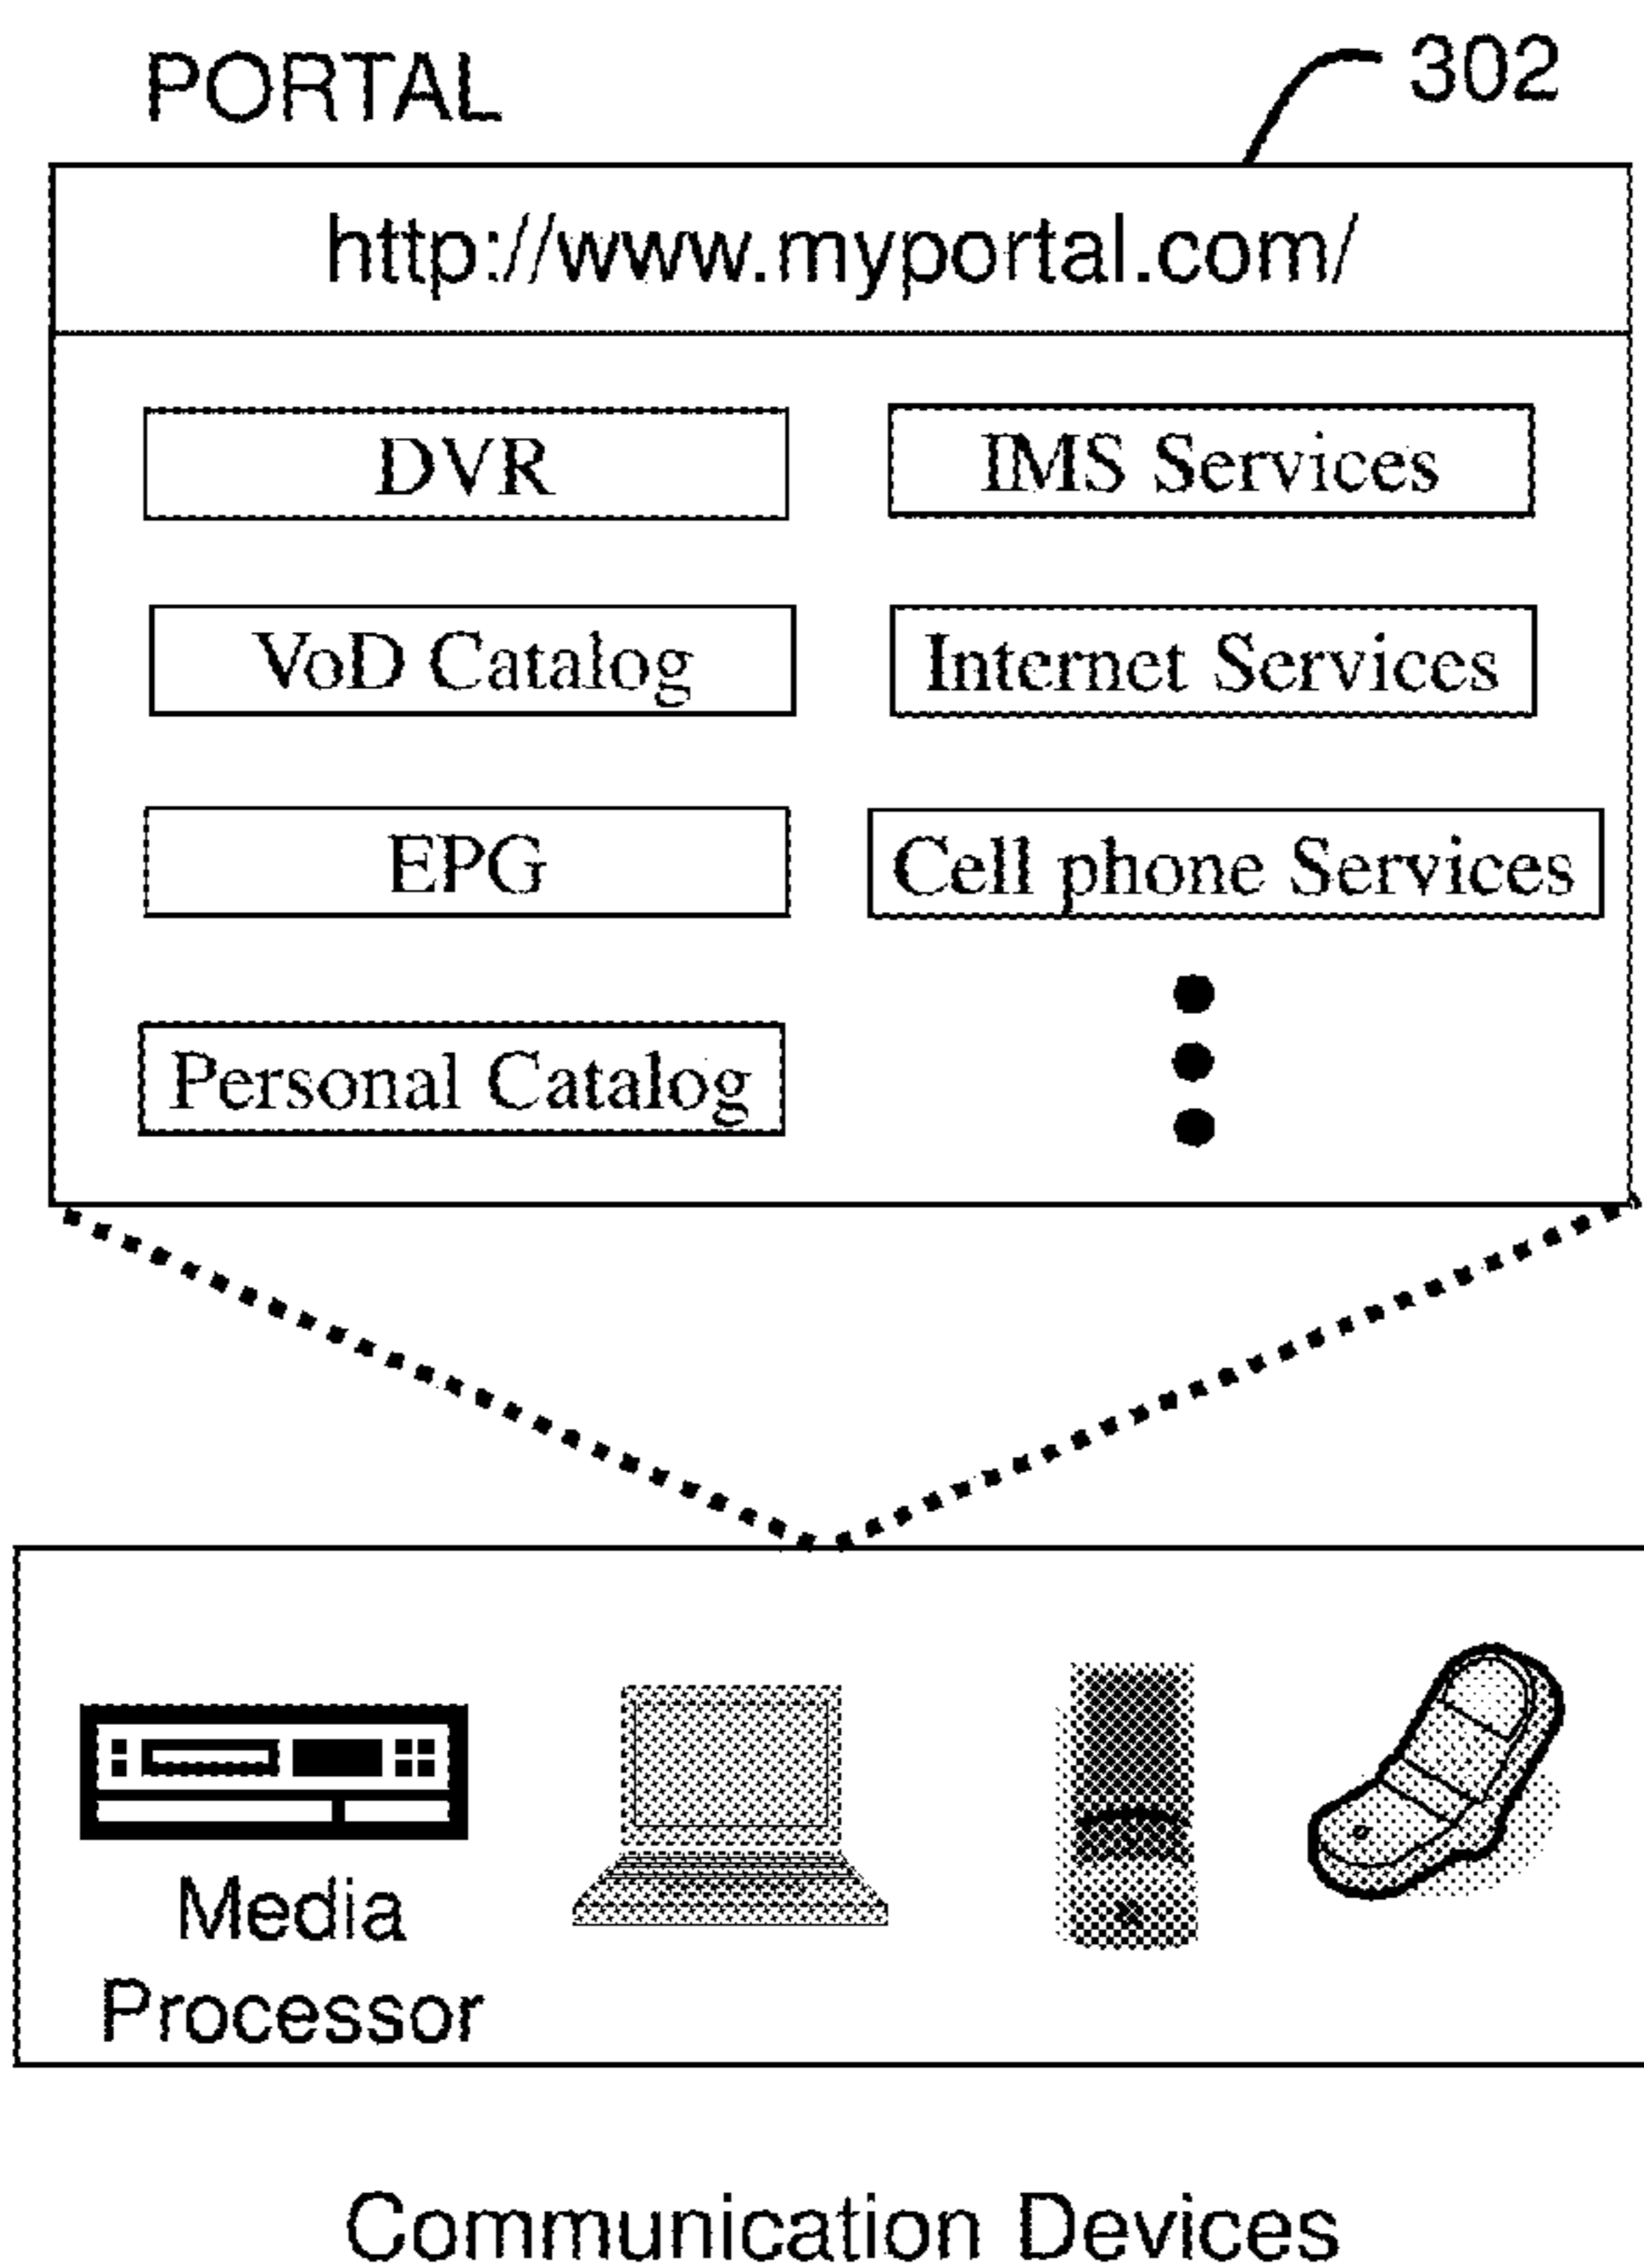 PORTAL
302
http://www.myportal.com/
DVR
IMS Services
VoD Catalog
Internet Services
EPG
Cell phone Services
Personal Catalog
Media
Processor
Communication Devices